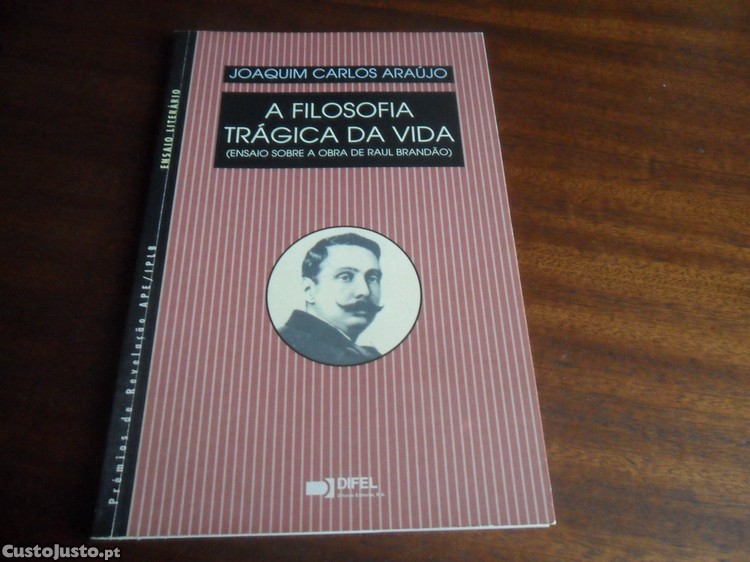 JOAQUIM CARLOS ARAÚJO
A FILOSOFIA
TRÁGICA DA VIDA
(ENSAIO SOBRE A OBRA DE RAUL BRANDÃO)
ENSAIO LITERÁRIO
Prémios de Revelação APE/IPLB
DIFEL
CustoJusto.pt